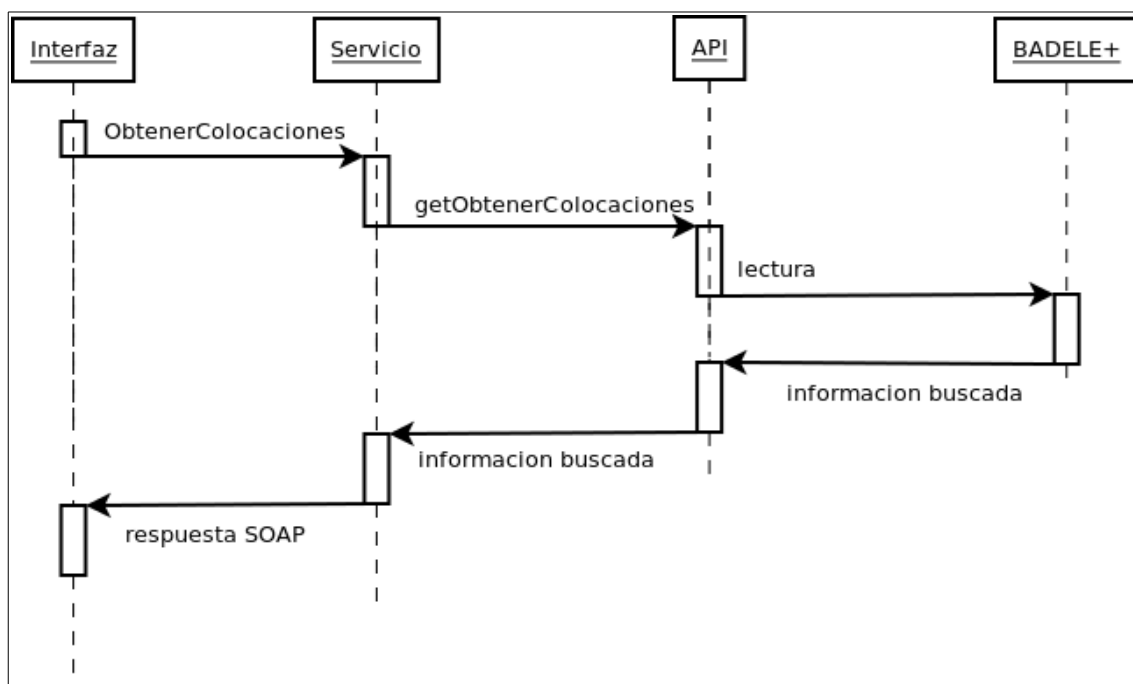 Interfaz
Servicio
API
BADELE+
ObtenerColocaciones
getObtenerColocaciones
lectura
informacion buscada
informacion buscada
respuesta SOAP